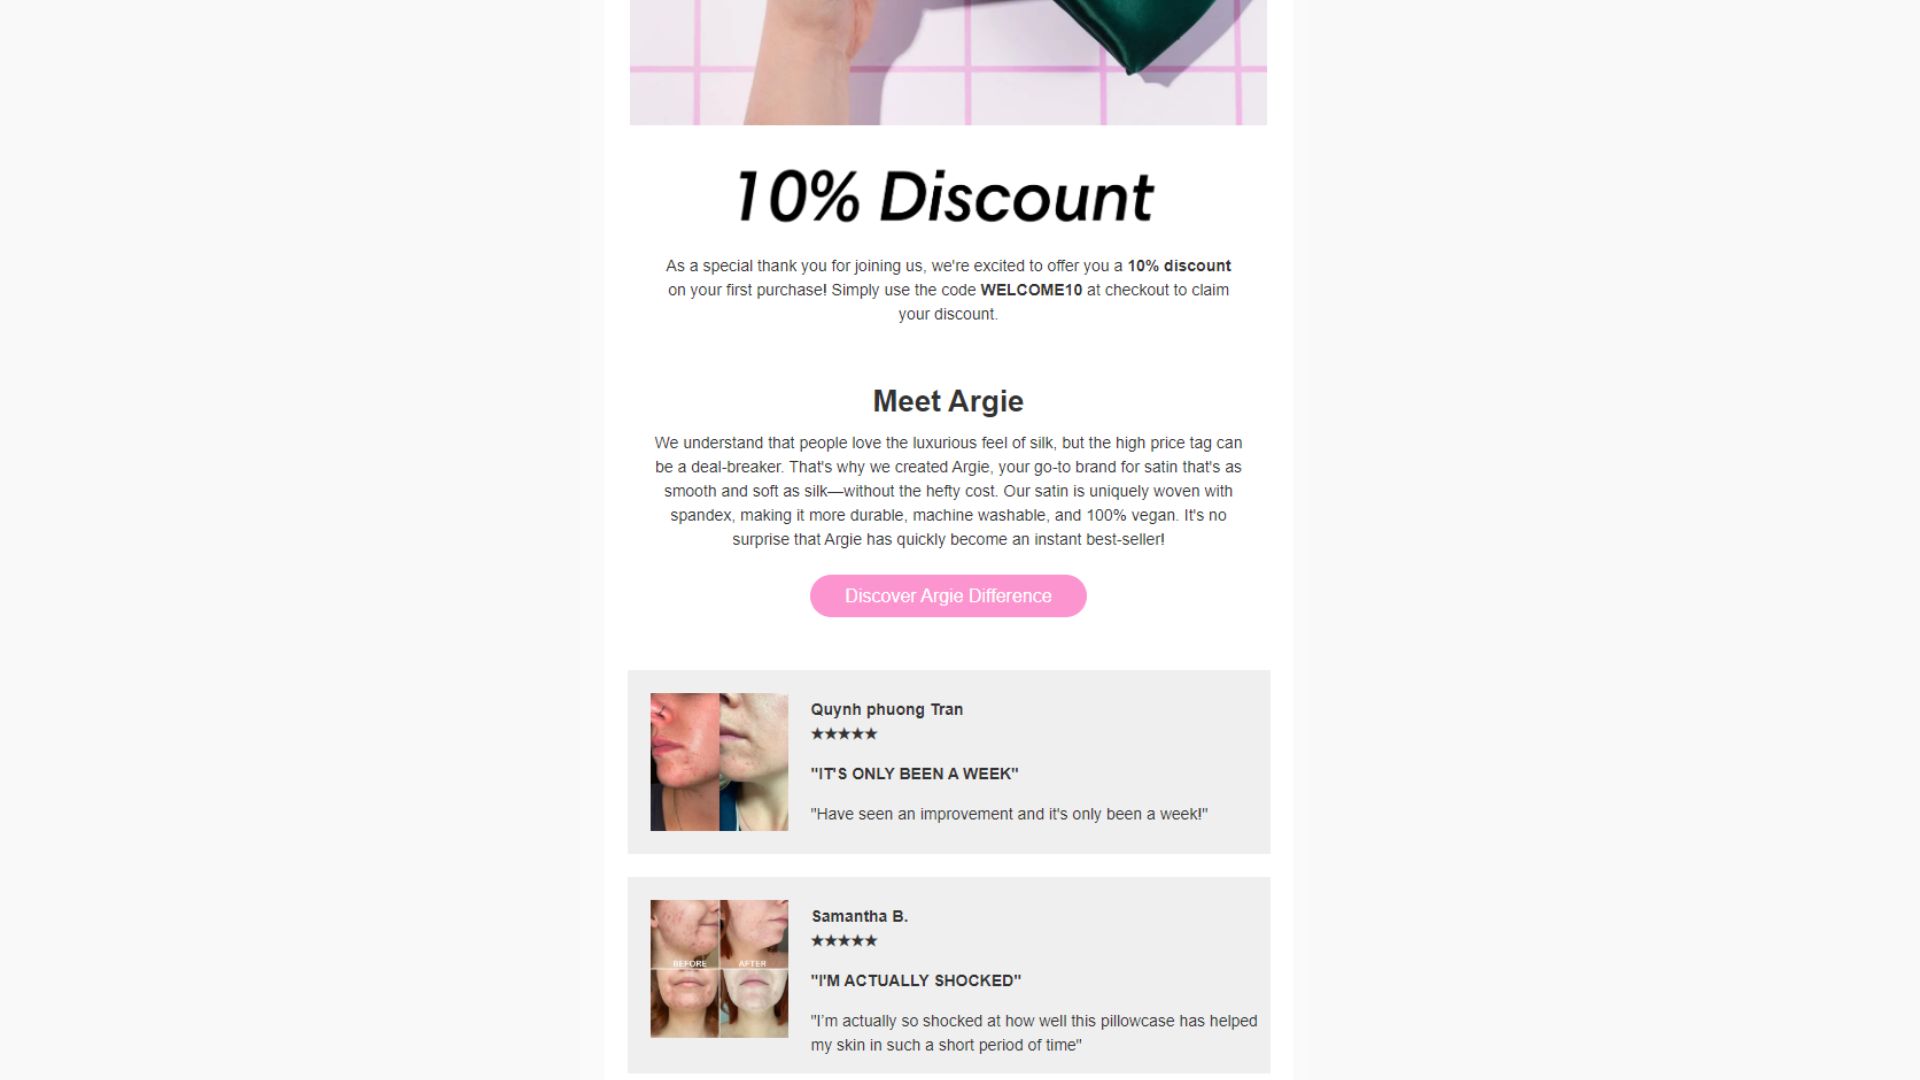 10% Discount
As a special thank you for joining us, we're excited to offer you a 10% discount
on your first purchase! Simply use the code WELCOME10 at checkout to claim
your discount.
Meet Argie
We understand that people love the luxurious feel of silk, but the high price tag can
be a deal-breaker. That's why we created Argie, your go-to brand for satin that's as
smooth and soft as silk—without the hefty cost. Our satin is uniquely woven with
spandex, making it more durable, machine washable, and 100% vegan. It's no
surprise that Argie has quickly become an instant best-seller!
Discover Argie Difference
Quynh phuong Tran
★★★★★
"IT'S ONLY BEEN A WEEK"
"Have seen an improvement and it's only been a week!"
BEFORE AFTER
Samantha B.
★★★★★
"I'M ACTUALLY SHOCKED"
"I’m actually so shocked at how well this pillowcase has helped
my skin in such a short period of time"